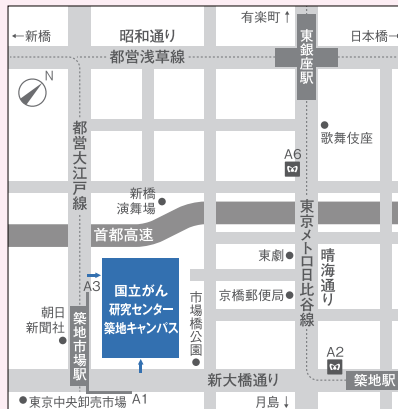 有楽町↑
←新橋
昭和通り
日本橋→
都営浅草線
東銀座駅
N
歌舞伎座
都営大江戸線
A6
新橋
演舞場
首都高速
東京メトロ日比谷線
晴海通り
東劇
A3
国立がん
研究センター
築地キャンパス
市場橋公園
京橋郵便局
朝日
新聞社
築地市場駅
A2
新大橋通り
築地駅
A1
東京中央卸売市場
月島↓